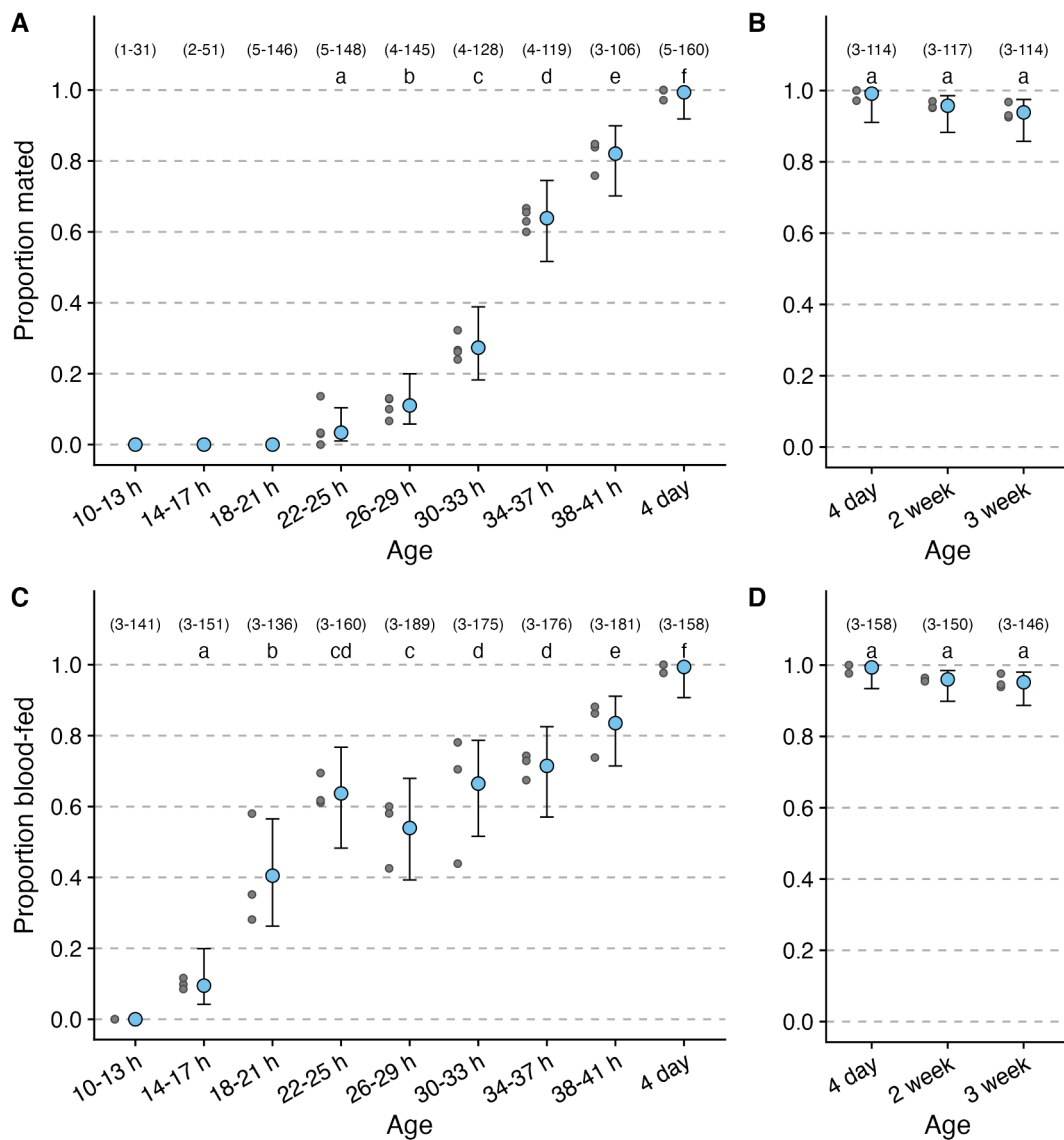 A
(1-31) (2-51) (5-146) (5-148) (4-145) (4-128) (4-119) (3-106) (5-160)
a b c d e f
1.0
0.8
0.6
0.4
0.2
0.0
Proportion mated
10-13 h 14-17 h 18-21 h 22-25 h 26-29 h 30-33 h 34-37 h 38-41 h 4 day
Age
B
(3-114) (3-117) (3-114)
a a a
1.0
0.8
0.6
0.4
0.2
0.0
4 day 2 week 3 week
Age
C
(3-141) (3-151) (3-136) (3-160) (3-189) (3-175) (3-176) (3-181) (3-158)
a b cd c d d e f
1.0
0.8
0.6
0.4
0.2
0.0
Proportion blood-fed
10-13 h 14-17 h 18-21 h 22-25 h 26-29 h 30-33 h 34-37 h 38-41 h 4 day
Age
D
(3-158) (3-150) (3-146)
a a a
1.0
0.8
0.6
0.4
0.2
0.0
4 day 2 week 3 week
Age